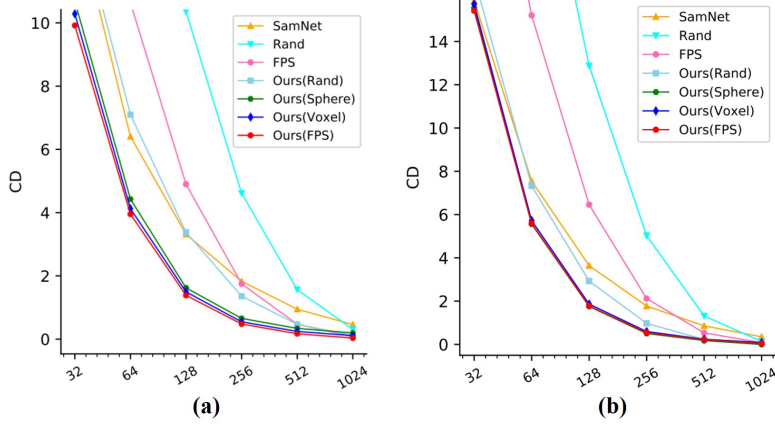 CD
10
8
6
4
2
0
32
64
128
256
512
1024
SamNet
Rand
FPS
Ours(Rand)
Ours(Sphere)
Ours(Voxel)
Ours(FPS)
(a)
CD
14
12
10
8
6
4
2
0
32
64
128
256
512
1024
SamNet
Rand
FPS
Ours(Rand)
Ours(Sphere)
Ours(Voxel)
Ours(FPS)
(b)